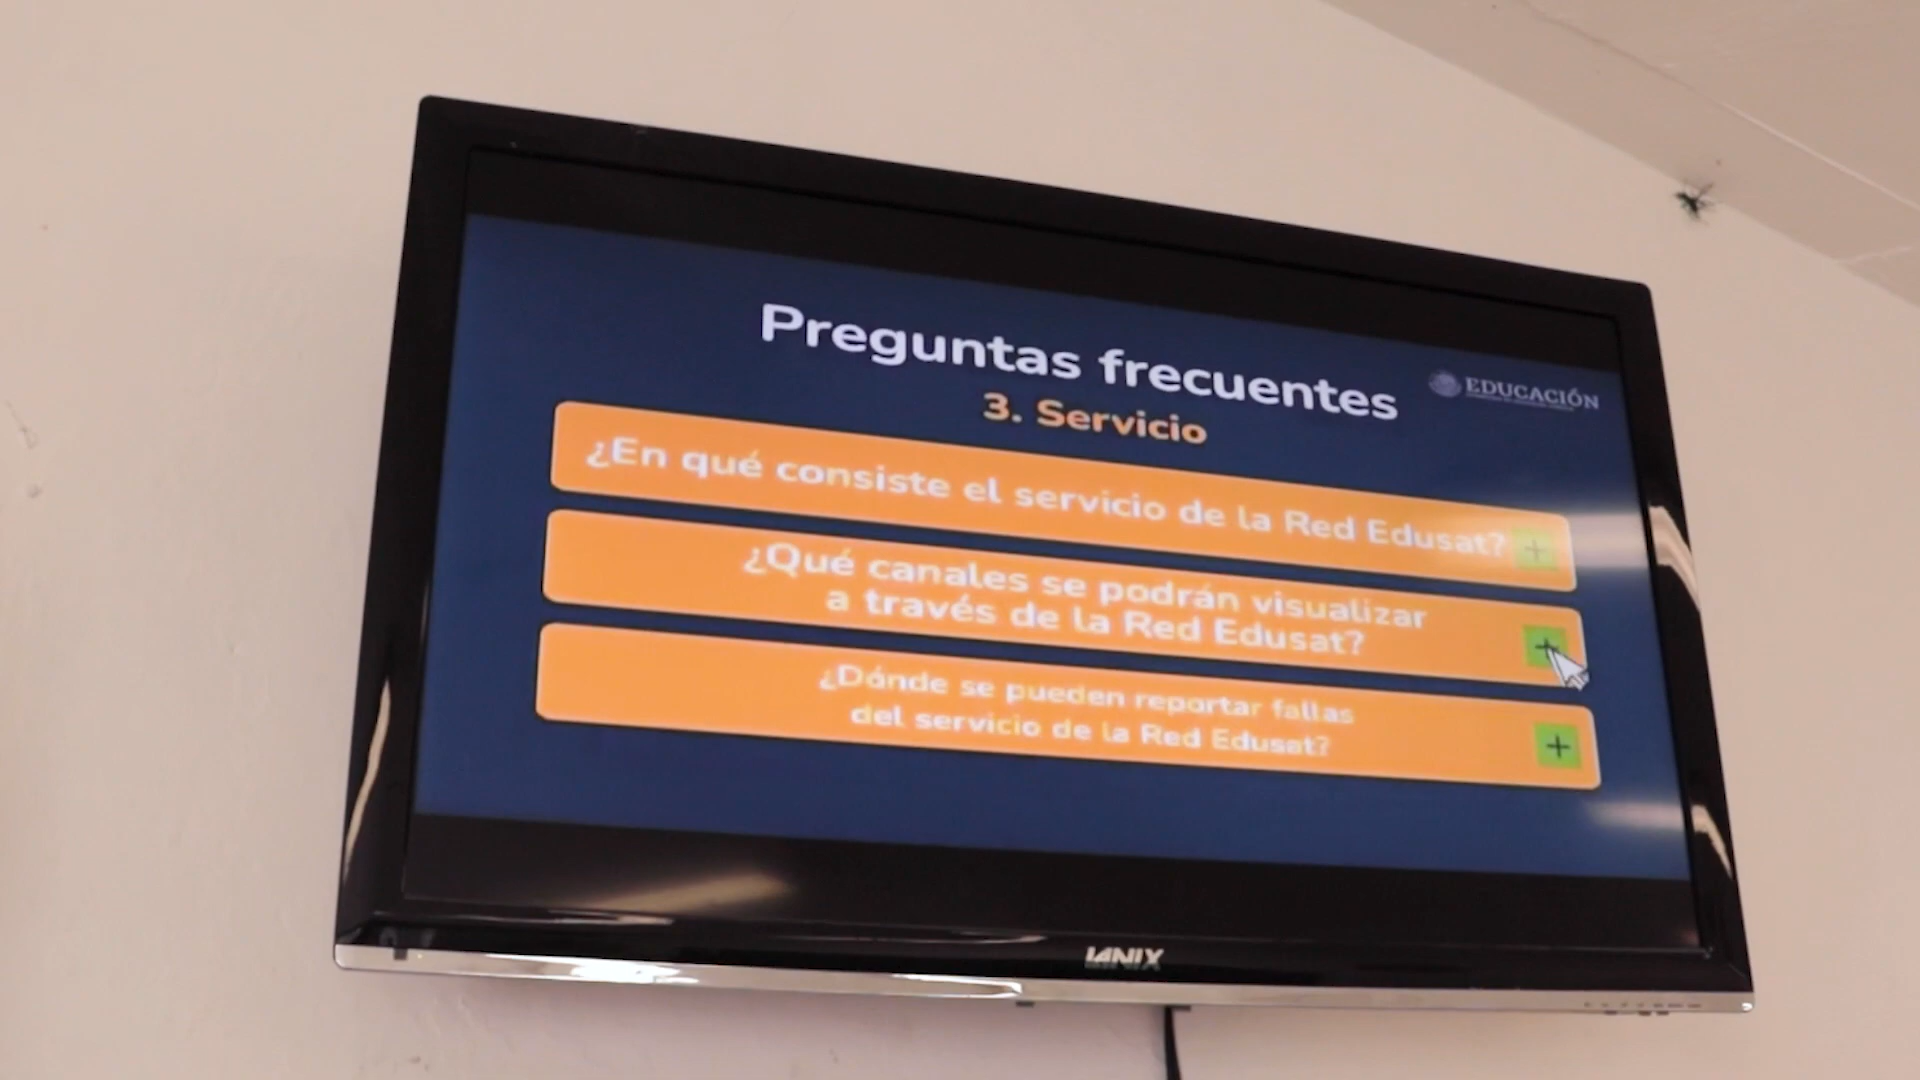 Preguntas frecuentes
EDUCACIÓN
3. Servicio
¿En qué consiste el servicio de la Red Edusat?
+
¿Qué canales se podrán visualizar
a través de la Red Edusat?
+
¿Dónde se pueden reportar fallas
del servicio de la Red Edusat?
+
LANIX